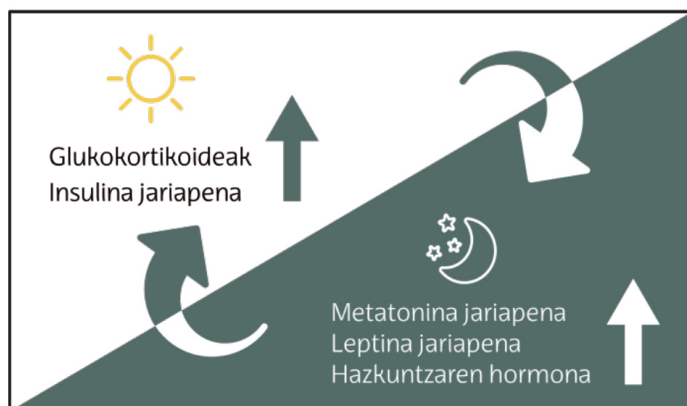 Glukokortikoideak
Insulina jariapena
Metatonina jariapena
Leptina jariapena
Hazkuntzaren hormona